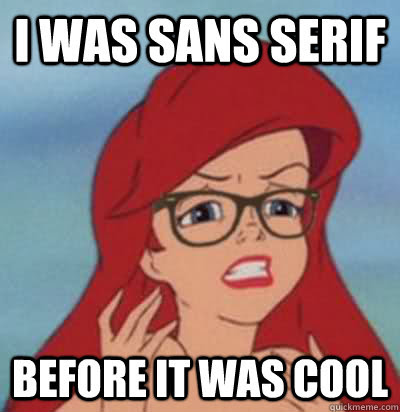 I WAS SANS SERIF
BEFORE IT WAS COOL
quickmeme.com